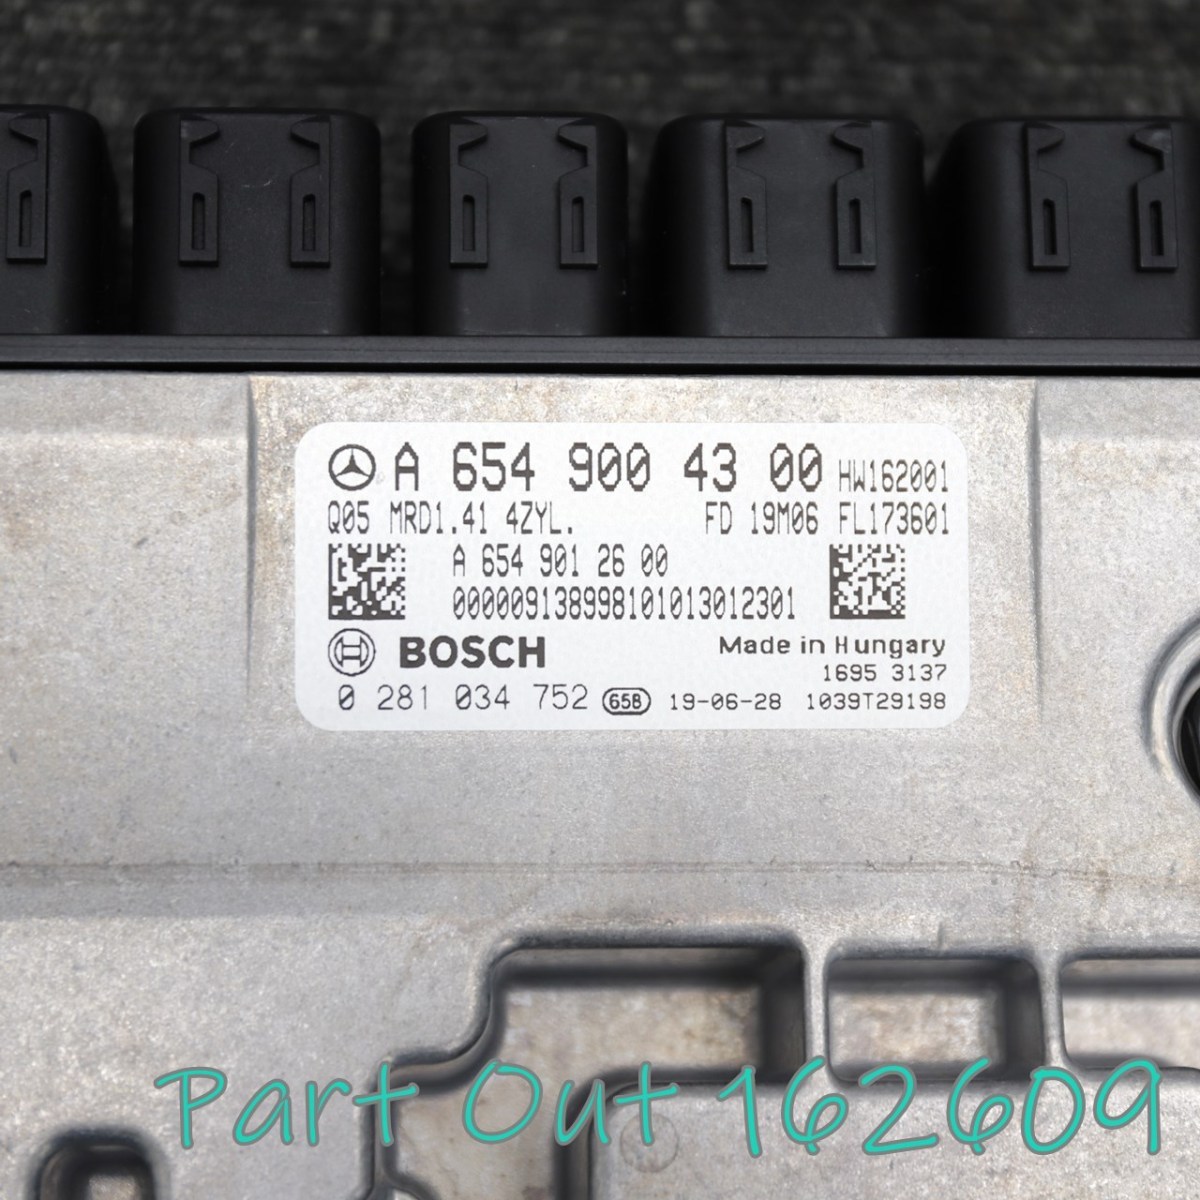 A 654 900 43 00 HW162001
Q05 MRD1.41 4ZYL. FD 19M06 FL173601
A 654 901 26 00
000009138998101013012301
BOSCH Made in Hungary
1695 3137
0 281 034 752 65B 19-06-28 1039T29198
Part Out 162609